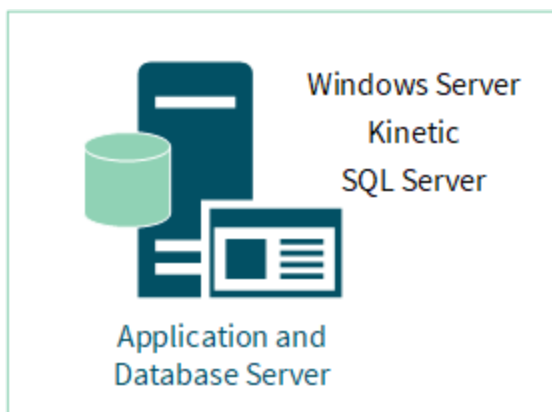 Windows Server
Kinetic
SQL Server
Application and
Database Server